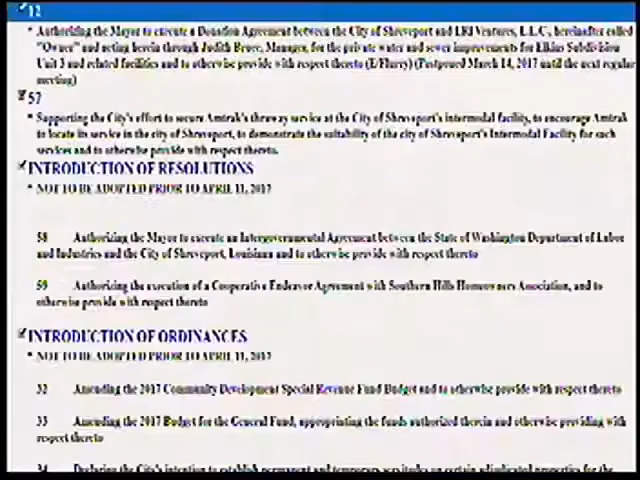 12
* Authorizing the Mayor to execute a Donation Agreement between the City of Shreveport and LRI Ventures, L.L.C., hereinafter called
"Owner" and acting herein through Judith Bruce, Manager, for the private water and sewer improvements for Elkins Subdivision
Unit 3 and related facilities and to otherwise provide with respect thereto (E/Flurry) (Postponed March 14, 2017 until the next regular
meeting)
57
* Supporting the City's effort to secure Amtrak's thruway service at the City of Shreveport's intermodal facility, to encourage Amtrak
to locate its service in the city of Shreveport, to demonstrate the suitability of the city of Shreveport's Intermodal Facility for such
services and to otherwise provide with respect thereto.
INTRODUCTION OF RESOLUTIONS
* NOT TO BE ADOPTED PRIOR TO APRIL 11, 2017
58 Authorizing the Mayor to execute an Intergovernmental Agreement between the State of Washington Department of Labor
and Industries and the City of Shreveport, Louisiana and to otherwise provide with respect thereto
59 Authorizing the execution of a Cooperative Endeavor Agreement with Southern Hills Homeowners Association, and to
otherwise provide with respect thereto
INTRODUCTION OF ORDINANCES
* NOT TO BE ADOPTED PRIOR TO APRIL 11, 2017
32 Amending the 2017 Community Development Special Revenue Fund Budget and to otherwise provide with respect thereto
33 Amending the 2017 Budget for the General Fund, appropriating the funds authorized therein and otherwise providing with
respect thereto
34 Declaring the City's intention to establish permanent and temporary servitudes on certain adjudicated properties for the